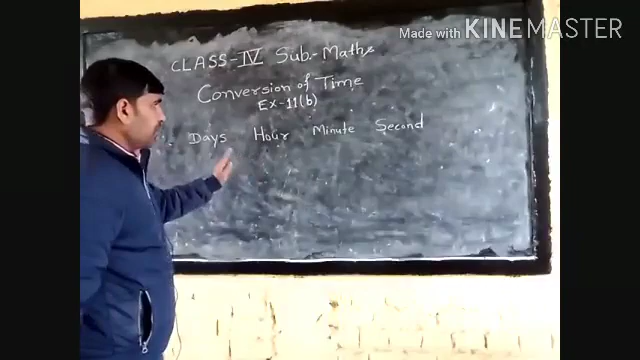 Made with KINEMASTER
CLASS-IV Sub.-Maths
Conversion of Time
Ex-11(b)
Days Hour Minute Second